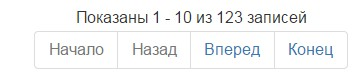 Показаны 1 - 10 из 123 записей
Начало Назад Вперед Конец